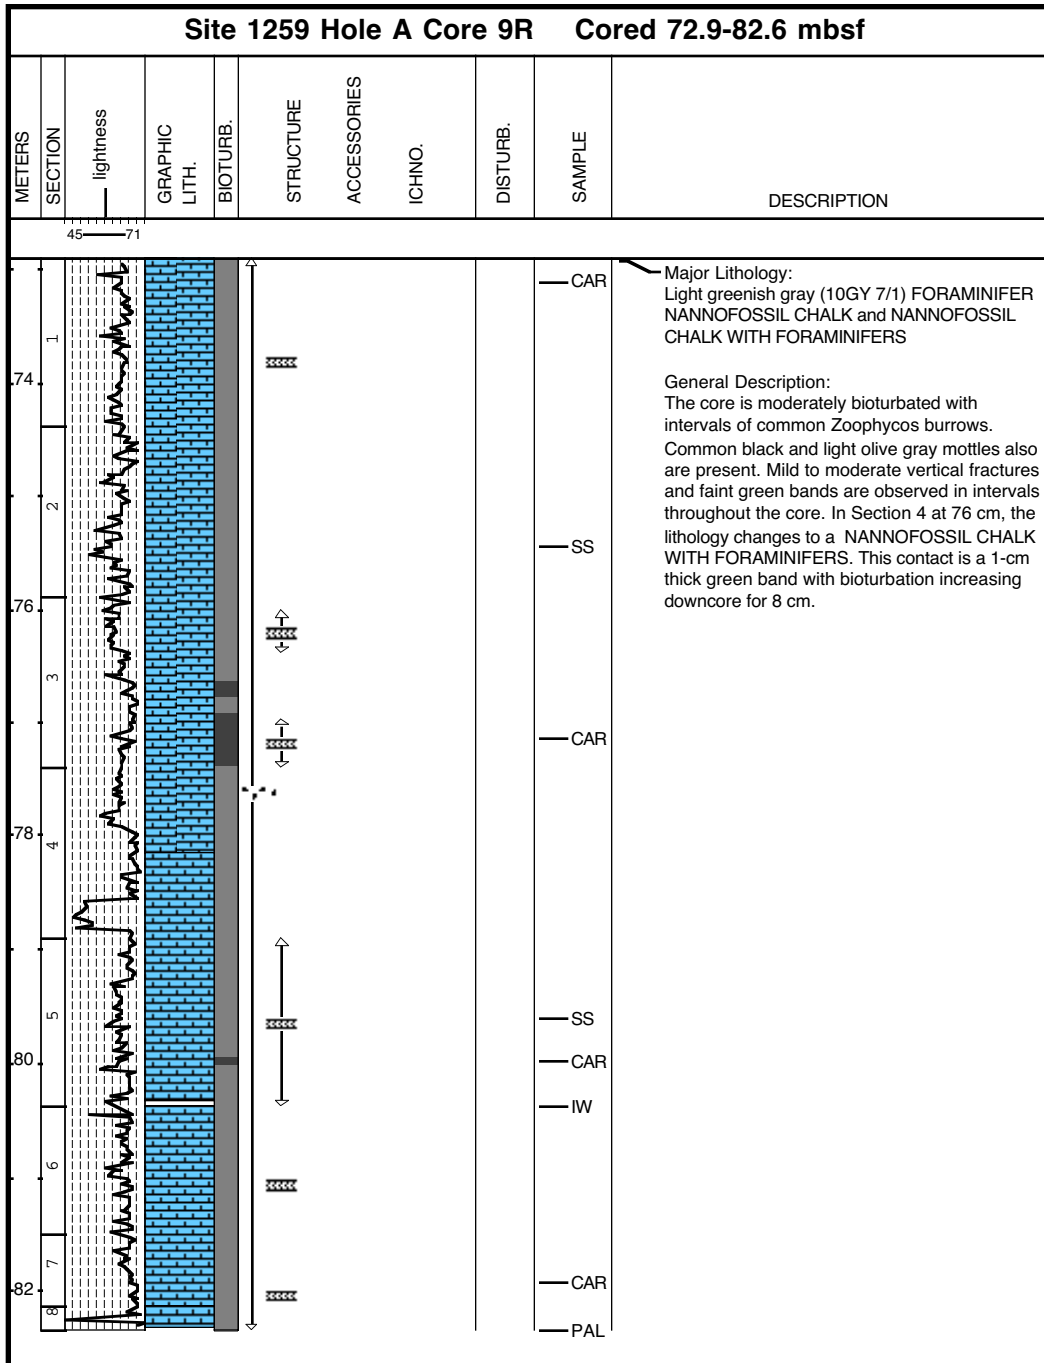 Site 1259 Hole A Core 9R Cored 72.9-82.6 mbsf
METERS
SECTION
lightness
GRAPHIC
LITH.
BIOTURB.
STRUCTURE
ACCESSORIES
ICHNO.
DISTURB.
SAMPLE
DESCRIPTION
45 71
Major Lithology:
Light greenish gray (10GY 7/1) FORAMINIFER
NANNOFOSSIL CHALK and NANNOFOSSIL
CHALK WITH FORAMINIFERS
General Description:
The core is moderately bioturbated with
intervals of common Zoophycos burrows.
Common black and light olive gray mottles also
are present. Mild to moderate vertical fractures
and faint green bands are observed in intervals
throughout the core. In Section 4 at 76 cm, the
lithology changes to a NANNOFOSSIL CHALK
WITH FORAMINIFERS. This contact is a 1-cm
thick green band with bioturbation increasing
downcore for 8 cm.
CAR
1
74
2
SS
76
3
CAR
78
4
5
SS
80
CAR
IW
6
7
82
CAR
8
PAL